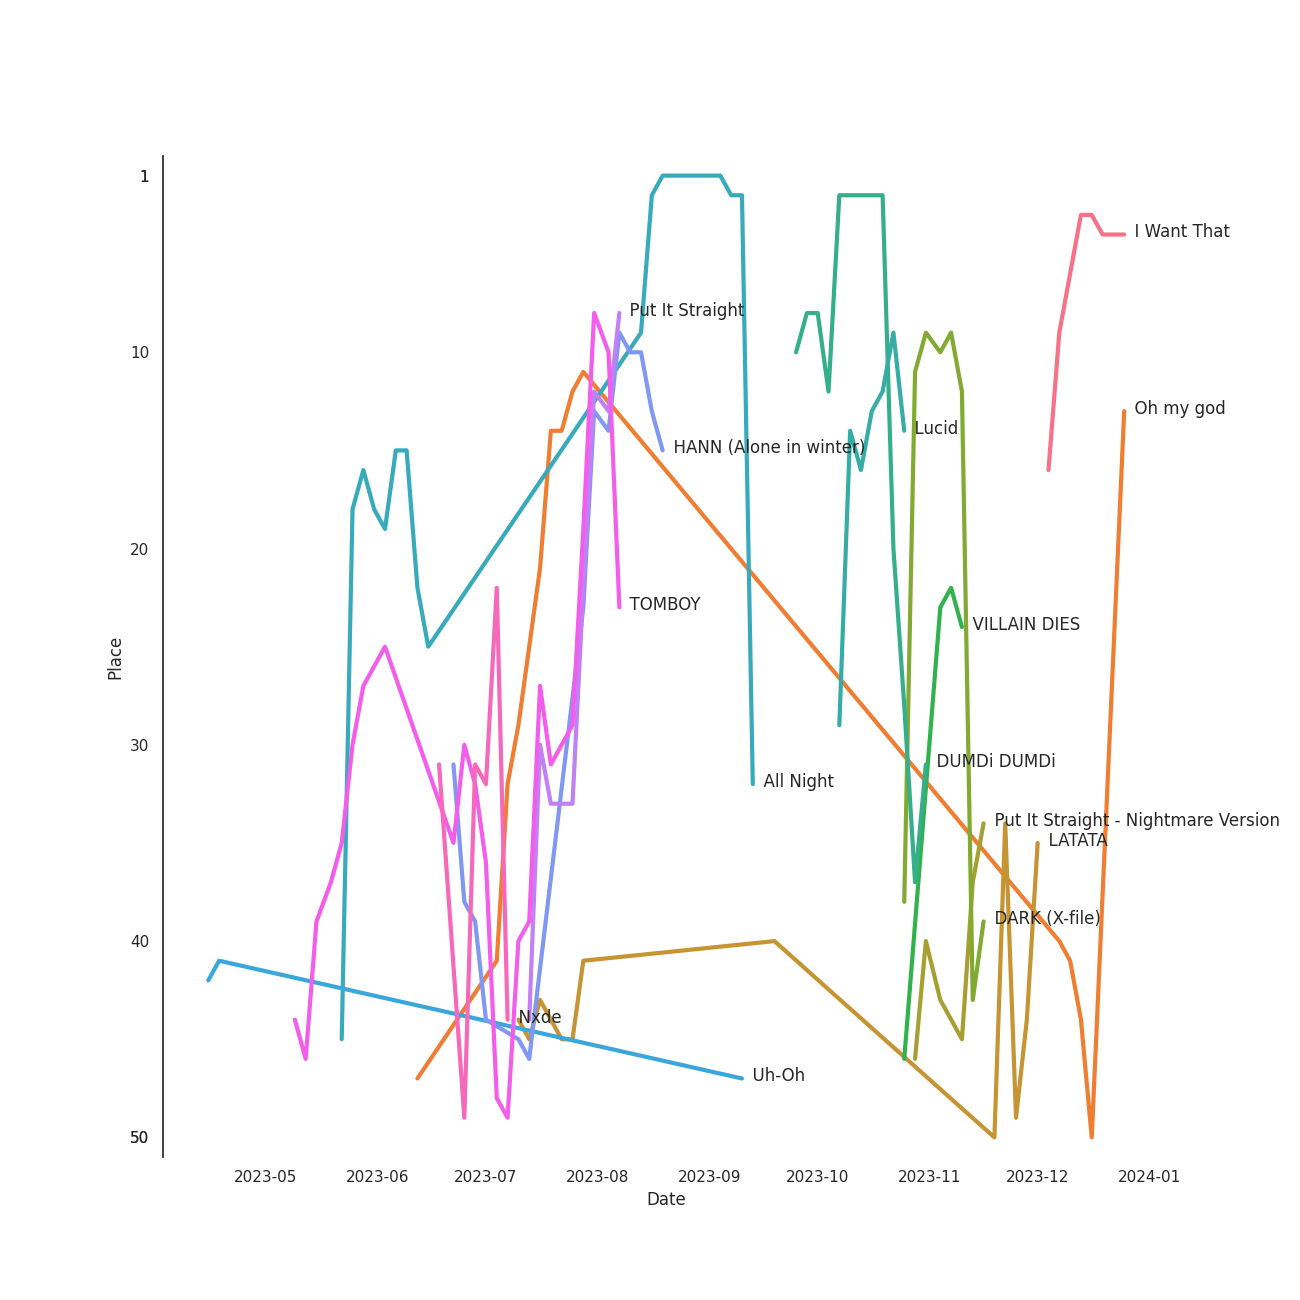 1
I Want That
Put It Straight
10
Oh my god
Lucid
HANN (Alone in winter)
20
TOMBOY
VILLAIN DIES
Place
30
DUMDi DUMDi
All Night
Put It Straight - Nightmare Version
LATATA
DARK (X-file)
40
Nxde
Uh-Oh
50
2023-05 2023-06 2023-07 2023-08 2023-09 2023-10 2023-11 2023-12 2024-01
Date